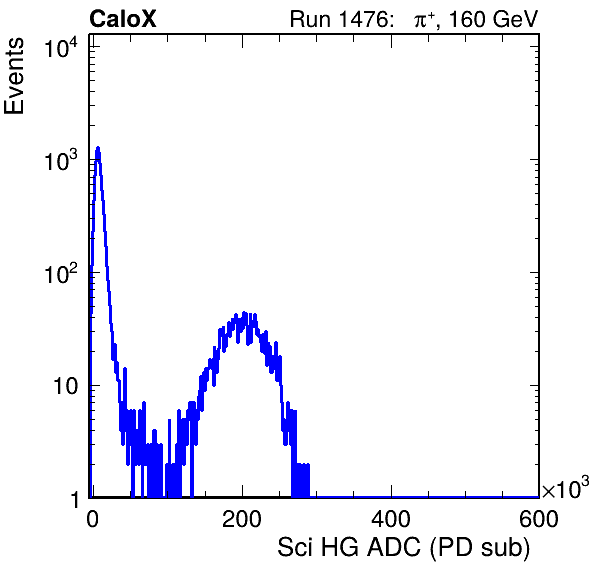 CaloX Run 1476: π⁺, 160 GeV
Events
10⁴
10³
10²
10
1
0 200 400 600
×10³
Sci HG ADC (PD sub)